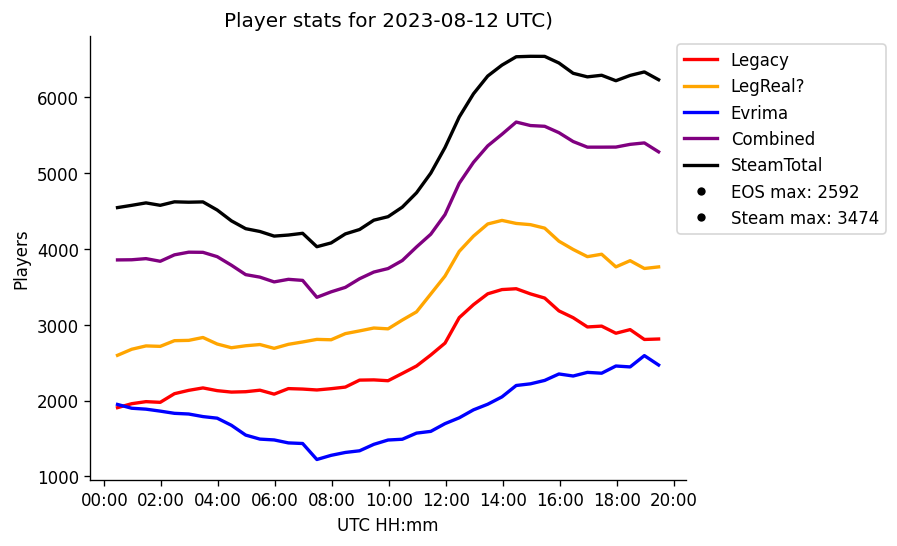 Player stats for 2023-08-12 UTC)
Players
6000
5000
4000
3000
2000
1000
00:00 02:00 04:00 06:00 08:00 10:00 12:00 14:00 16:00 18:00 20:00
UTC HH:mm
Legacy
LegReal?
Evrima
Combined
SteamTotal
EOS max: 2592
Steam max: 3474